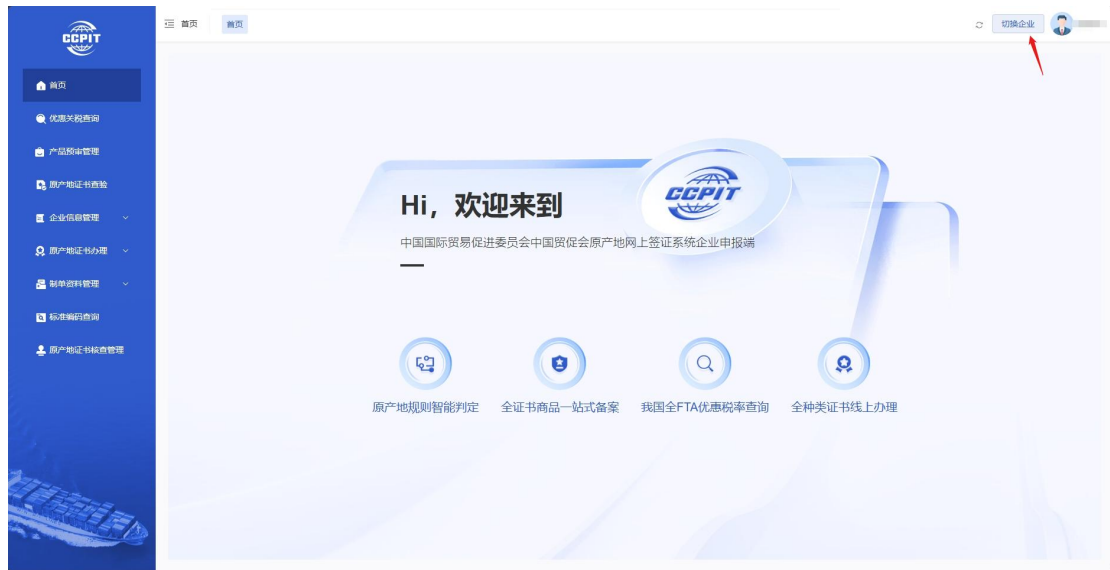 CCPIT
首页
优惠关税查询
产品预审管理
原产地证书查验
企业信息管理
原产地证书办理
制单资料管理
标准编码查询
原产地证书核查管理
首页 首页 切换企业
CCPIT
Hi，欢迎来到
中国国际贸易促进委员会中国贸促会原产地网上签证系统企业申报端
原产地规则智能判定 全证书商品一站式备案 我国全FTA优惠税率查询 全种类证书线上办理